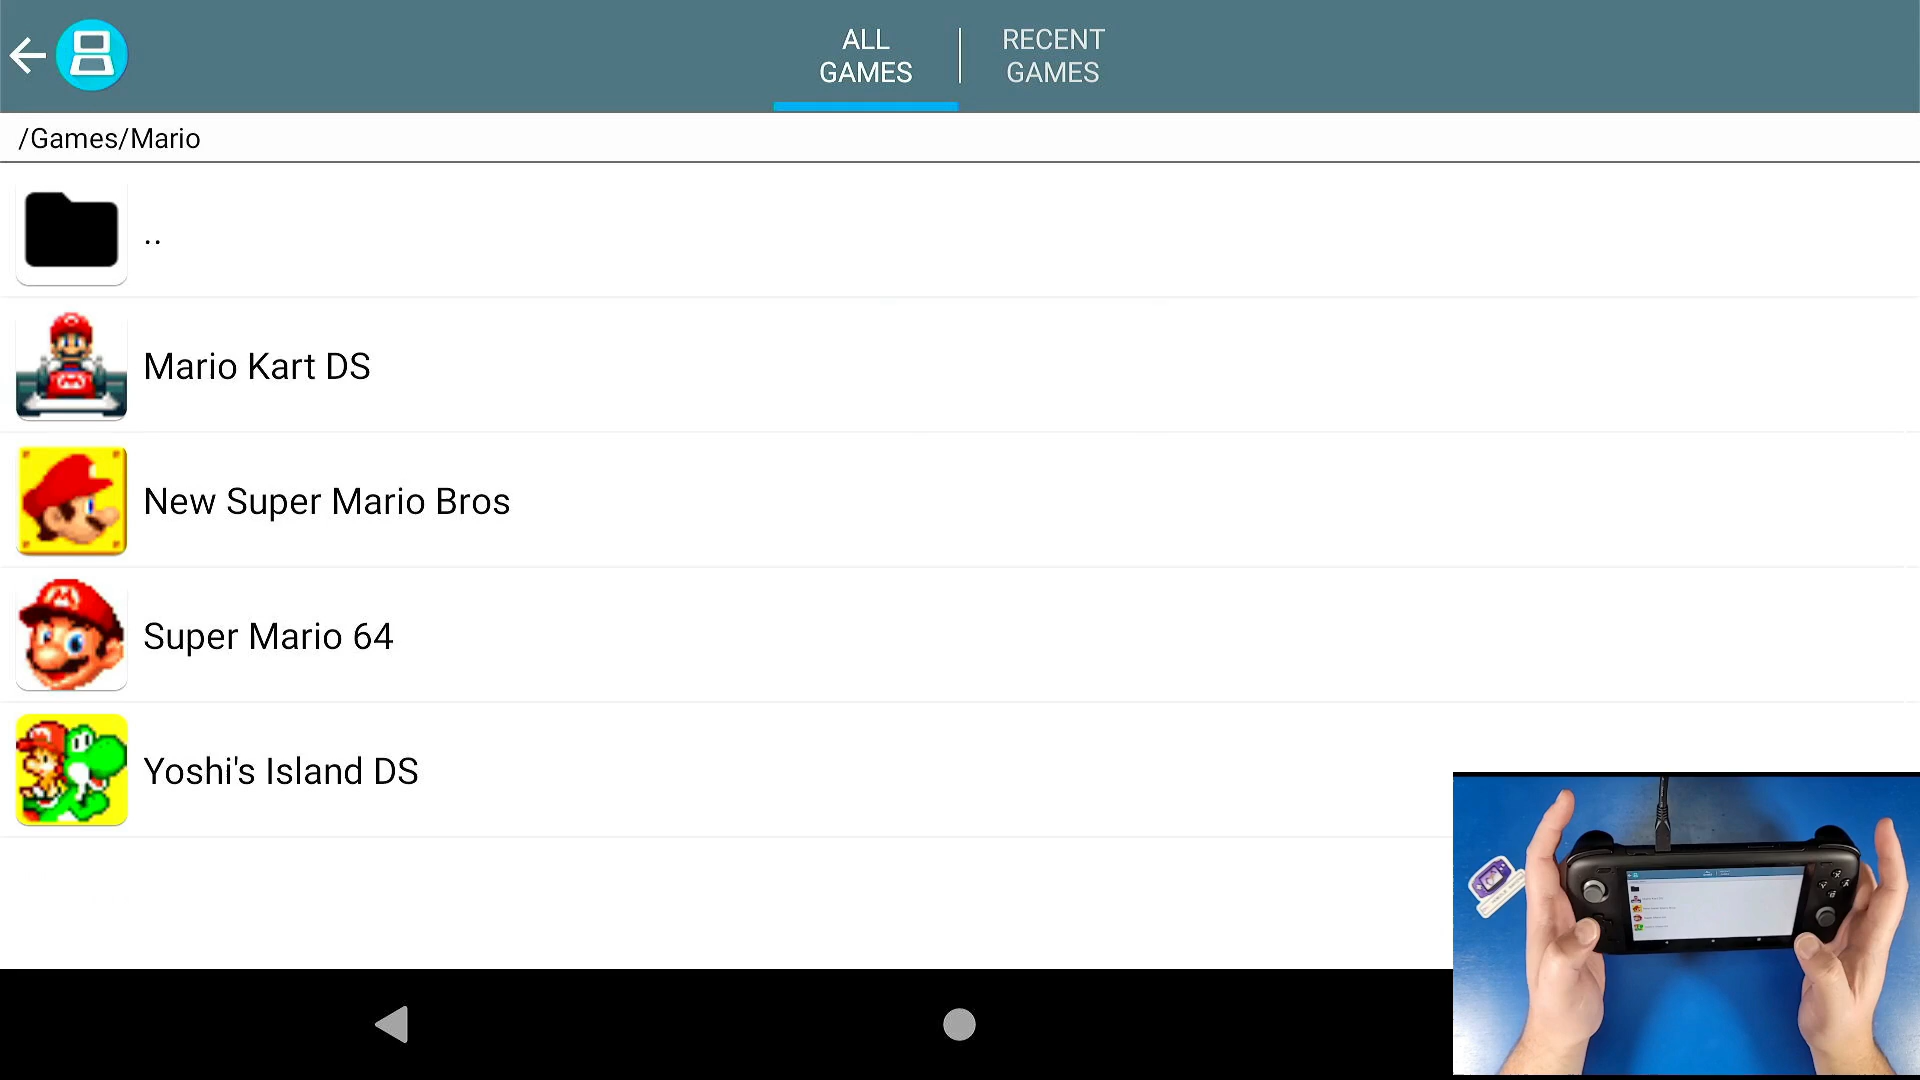 ALL
GAMES
RECENT
GAMES
/Games/Mario
..
Mario Kart DS
New Super Mario Bros
Super Mario 64
Yoshi's Island DS